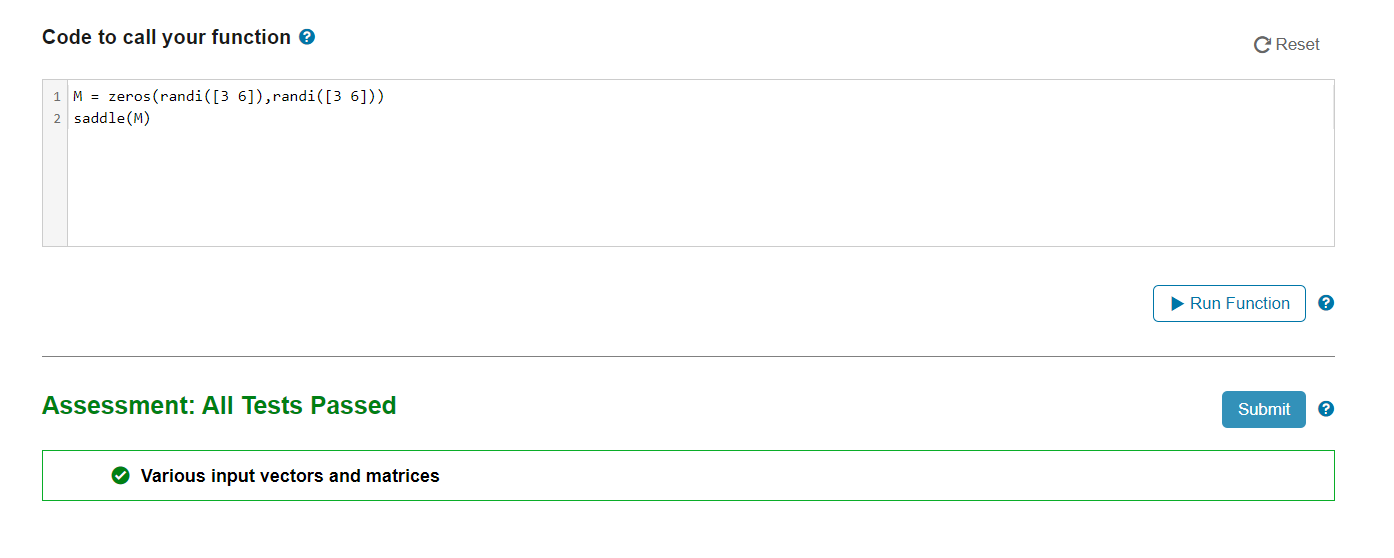 Code to call your function ?
Reset
1 M = zeros(randi([3 6]),randi([3 6]))
2 saddle(M)
Run Function ?
Assessment: All Tests Passed
Submit ?
Various input vectors and matrices